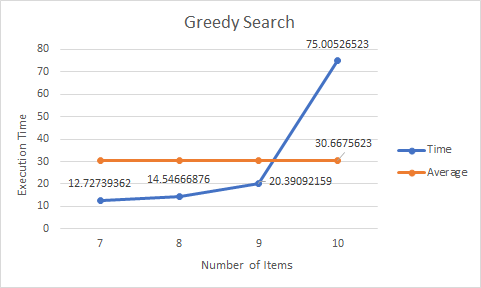 Greedy Search
80
70
60
50
40
30
20
10
0
Execution Time
75.00526523
30.6675623
12.72739362
14.54666876
20.39092159
7 8 9 10
Number of Items
Time
Average